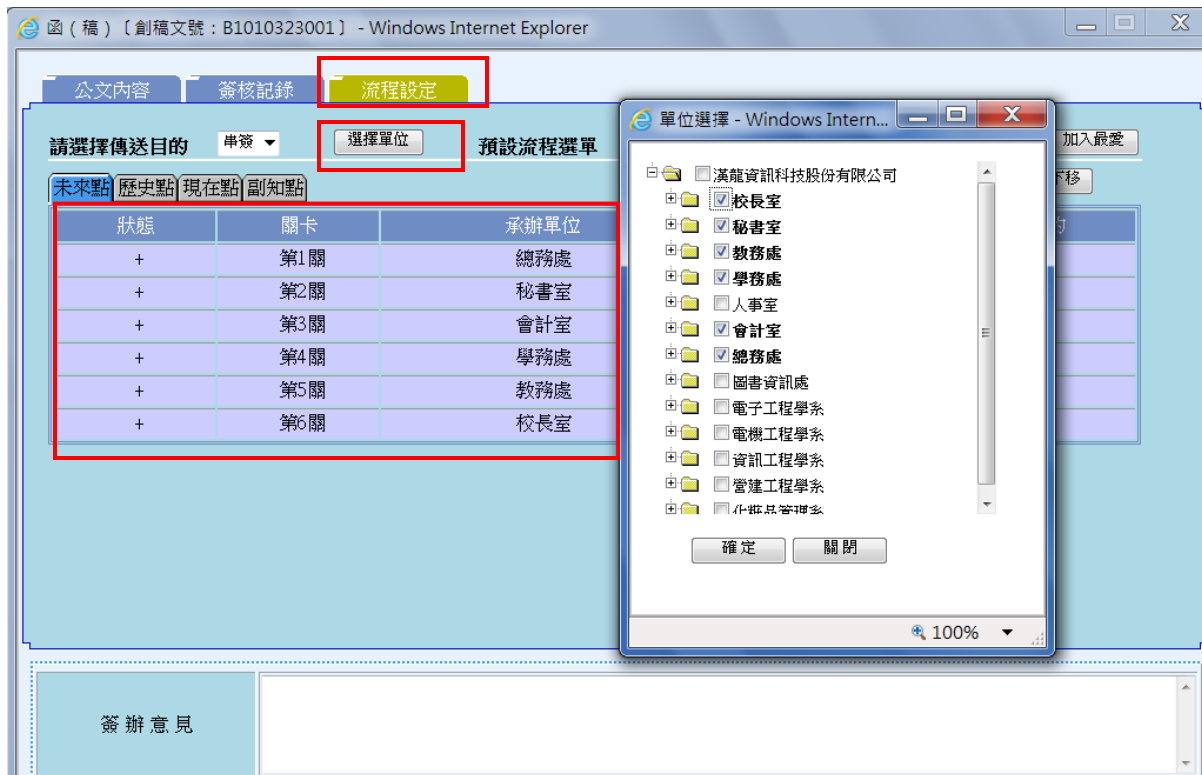 函(稿)〔創稿文號:B1010323001〕 - Windows Internet Explorer
公文內容 簽核記錄 流程設定
請選擇傳送目的 串簽 選擇單位 預設流程選單 加入最愛
未來點 歷史點 現在點 副知點 下移
狀態 關卡 承辦單位
+ 第1關 總務處
+ 第2關 秘書室
+ 第3關 會計室
+ 第4關 學務處
+ 第5關 教務處
+ 第6關 校長室
單位選擇 - Windows Intern...
漢龍資訊科技股份有限公司
校長室
秘書室
教務處
學務處
人事室
會計室
總務處
圖書資訊處
電子工程學系
電機工程學系
資訊工程學系
營建工程學系
化粧品管理系
確定 關閉
100%
簽辦意見